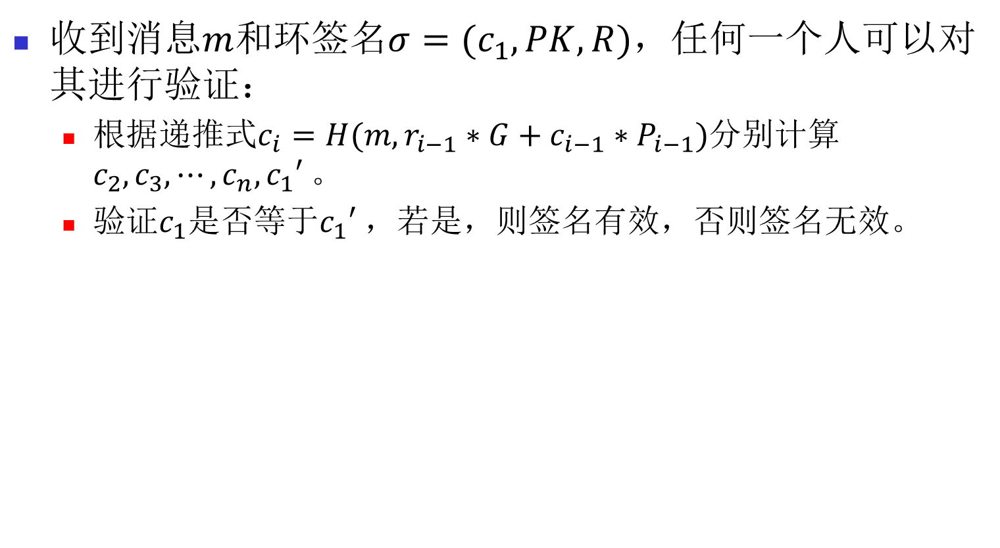 收到消息m和环签名σ = (c₁, PK, R)，任何一个人可以对
其进行验证：
根据递推式cᵢ = H(m, rᵢ₋₁ ∗ G + cᵢ₋₁ ∗ Pᵢ₋₁)分别计算
c₂, c₃, ⋯ , cₙ, c₁′ 。
验证c₁是否等于c₁′ ，若是，则签名有效，否则签名无效。